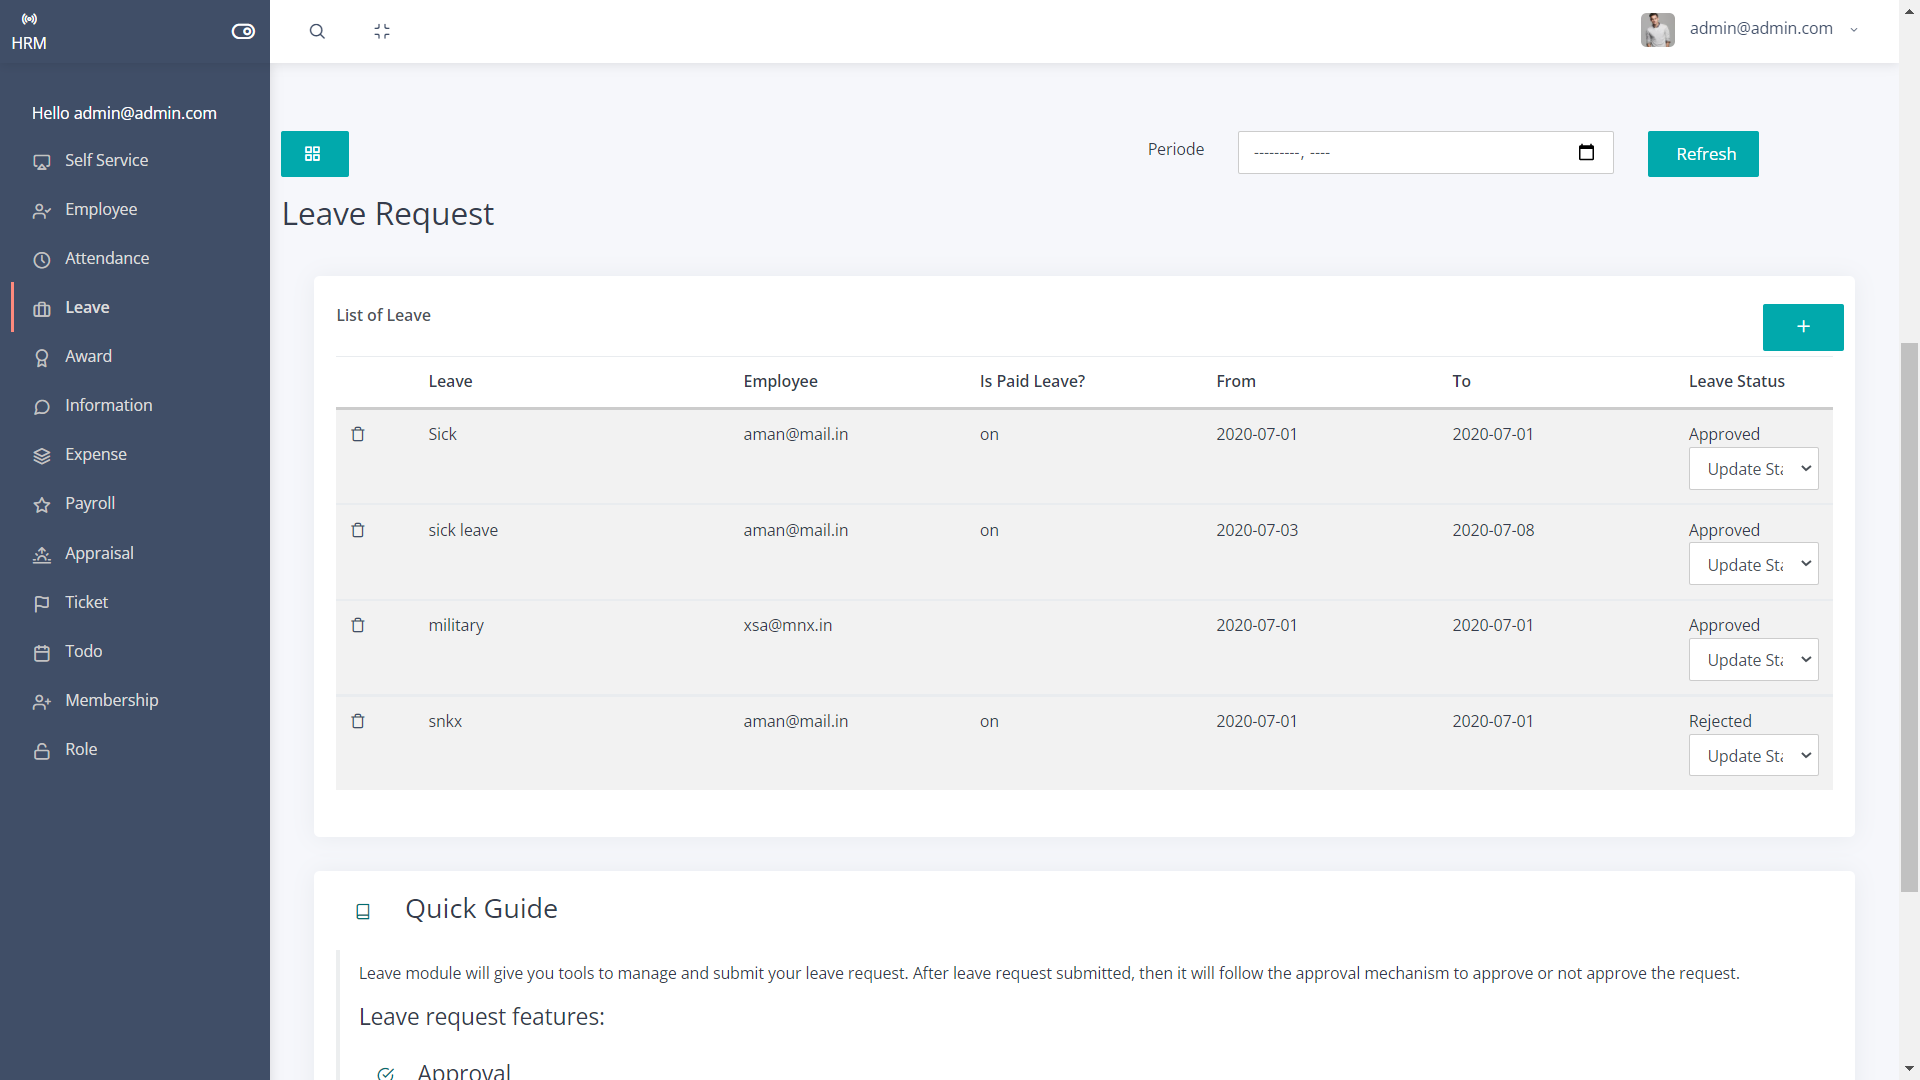 HRM
admin@admin.com
Hello admin@admin.com
Self Service
Employee
Attendance
Leave
Award
Information
Expense
Payroll
Appraisal
Ticket
Todo
Membership
Role
Periode
---------, ----
Refresh
Leave Request
List of Leave
+
Leave Employee Is Paid Leave? From To Leave Status
Sick aman@mail.in on 2020-07-01 2020-07-01 Approved
Update Sta
sick leave aman@mail.in on 2020-07-03 2020-07-08 Approved
Update Sta
military xsa@mnx.in 2020-07-01 2020-07-01 Approved
Update Sta
snkx aman@mail.in on 2020-07-01 2020-07-01 Rejected
Update Sta
Quick Guide
Leave module will give you tools to manage and submit your leave request. After leave request submitted, then it will follow the approval mechanism to approve or not approve the request.
Leave request features:
Approval